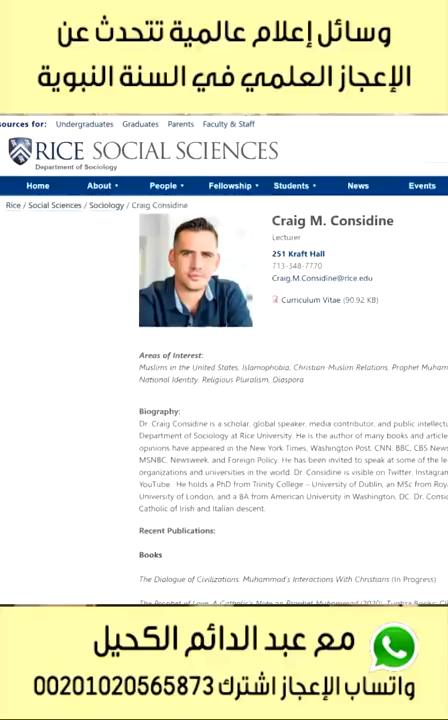 وسائل إعلام عالمية تتحدث عن
الإعجاز العلمي في السنة النبوية
ources for: Undergraduates Graduates Parents Faculty & Staff
RICE SOCIAL SCIENCES
Department of Sociology
Home About People Fellowship Students News Events
Rice / Social Sciences / Sociology / Craig Considine
Craig M. Considine
Lecturer
251 Kraft Hall
713-348-7770
Craig.M.Considine@rice.edu
Curriculum Vitae (90.92 KB)
Areas of Interest:
Muslims in the United States, Islamophobia, Christian-Muslim Relations, Prophet Muham
National Identity, Religious Pluralism, Diaspora
Biography:
Dr. Craig Considine is a scholar, global speaker, media contributor, and public intellectu
Department of Sociology at Rice University. He is the author of many books and article
opinions have appeared in the New York Times, Washington Post, CNN, BBC, CBS News
MSNBC, Newsweek, and Foreign Policy. He has been invited to speak at some of the le
organizations and universities in the world. Dr. Considine is visible on Twitter, Instagram
YouTube. He holds a PhD from Trinity College – University of Dublin, an MSc from Roy
University of London, and a BA from American University in Washington, DC. Dr. Consi
Catholic of Irish and Italian descent.
Recent Publications:
Books
The Dialogue of Civilizations: Muhammad's Interactions With Christians (In Progress)
مع عبد الدائم الكحيل
واتساب الإعجاز اشترك 00201020565873